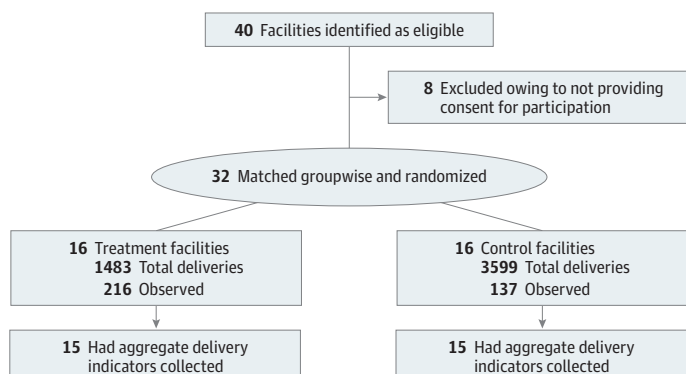 40 Facilities identified as eligible
8 Excluded owing to not providing
consent for participation
32 Matched groupwise and randomized
16 Treatment facilities
1483 Total deliveries
216 Observed
16 Control facilities
3599 Total deliveries
137 Observed
15 Had aggregate delivery
indicators collected
15 Had aggregate delivery
indicators collected